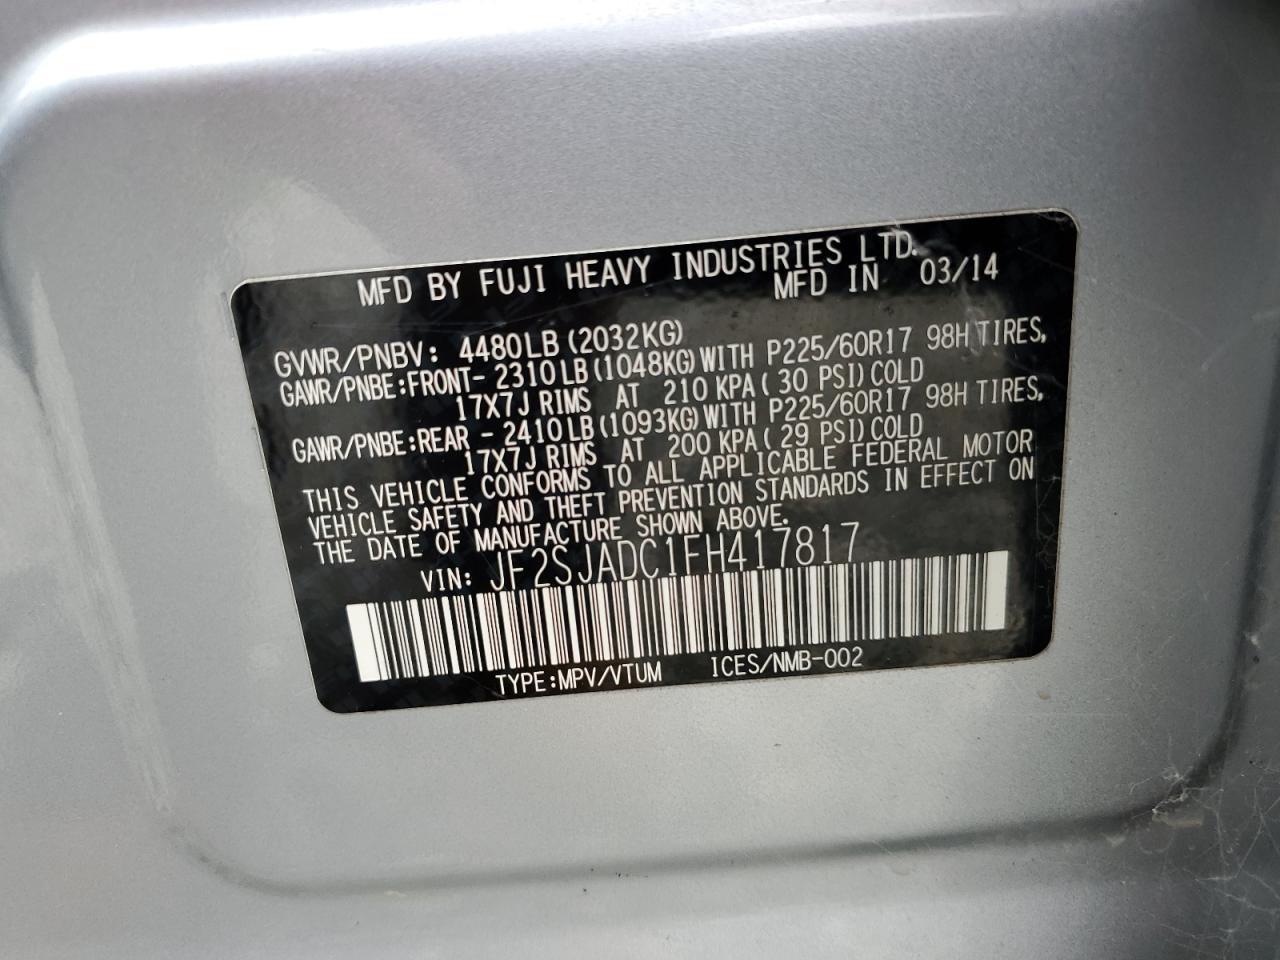 MFD BY FUJI HEAVY INDUSTRIES LTD.
MFD IN 03/14
GVWR/PNBV: 4480LB(2032KG)
GAWR/PNBE:FRONT- 2310LB(1048KG)WITH P225/60R17 98H TIRES,
17X7J RIMS AT 210 KPA( 30 PSI)COLD
GAWR/PNBE:REAR - 2410LB(1093KG)WITH P225/60R17 98H TIRES,
17X7J RIMS AT 200 KPA( 29 PSI)COLD
THIS VEHICLE CONFORMS TO ALL APPLICABLE FEDERAL MOTOR
VEHICLE SAFETY AND THEFT PREVENTION STANDARDS IN EFFECT ON
THE DATE OF MANUFACTURE SHOWN ABOVE.
VIN: JF2SJADC1FH417817
TYPE:MPV/VTUM ICES/NMB-002